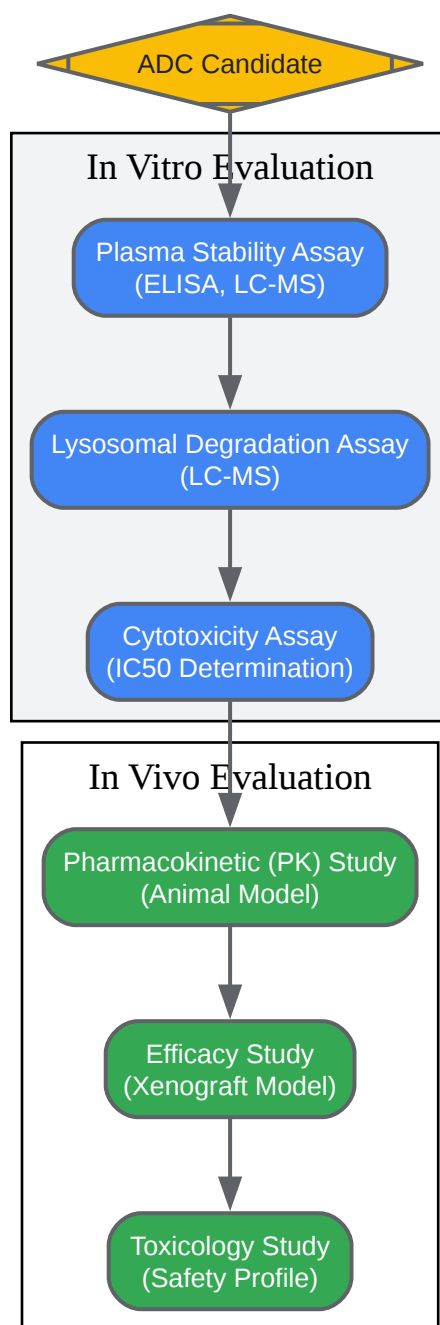 ADC Candidate
In Vitro Evaluation
Plasma Stability Assay
(ELISA, LC-MS)
Lysosomal Degradation Assay
(LC-MS)
Cytotoxicity Assay
(IC50 Determination)
In Vivo Evaluation
Pharmacokinetic (PK) Study
(Animal Model)
Efficacy Study
(Xenograft Model)
Toxicology Study
(Safety Profile)